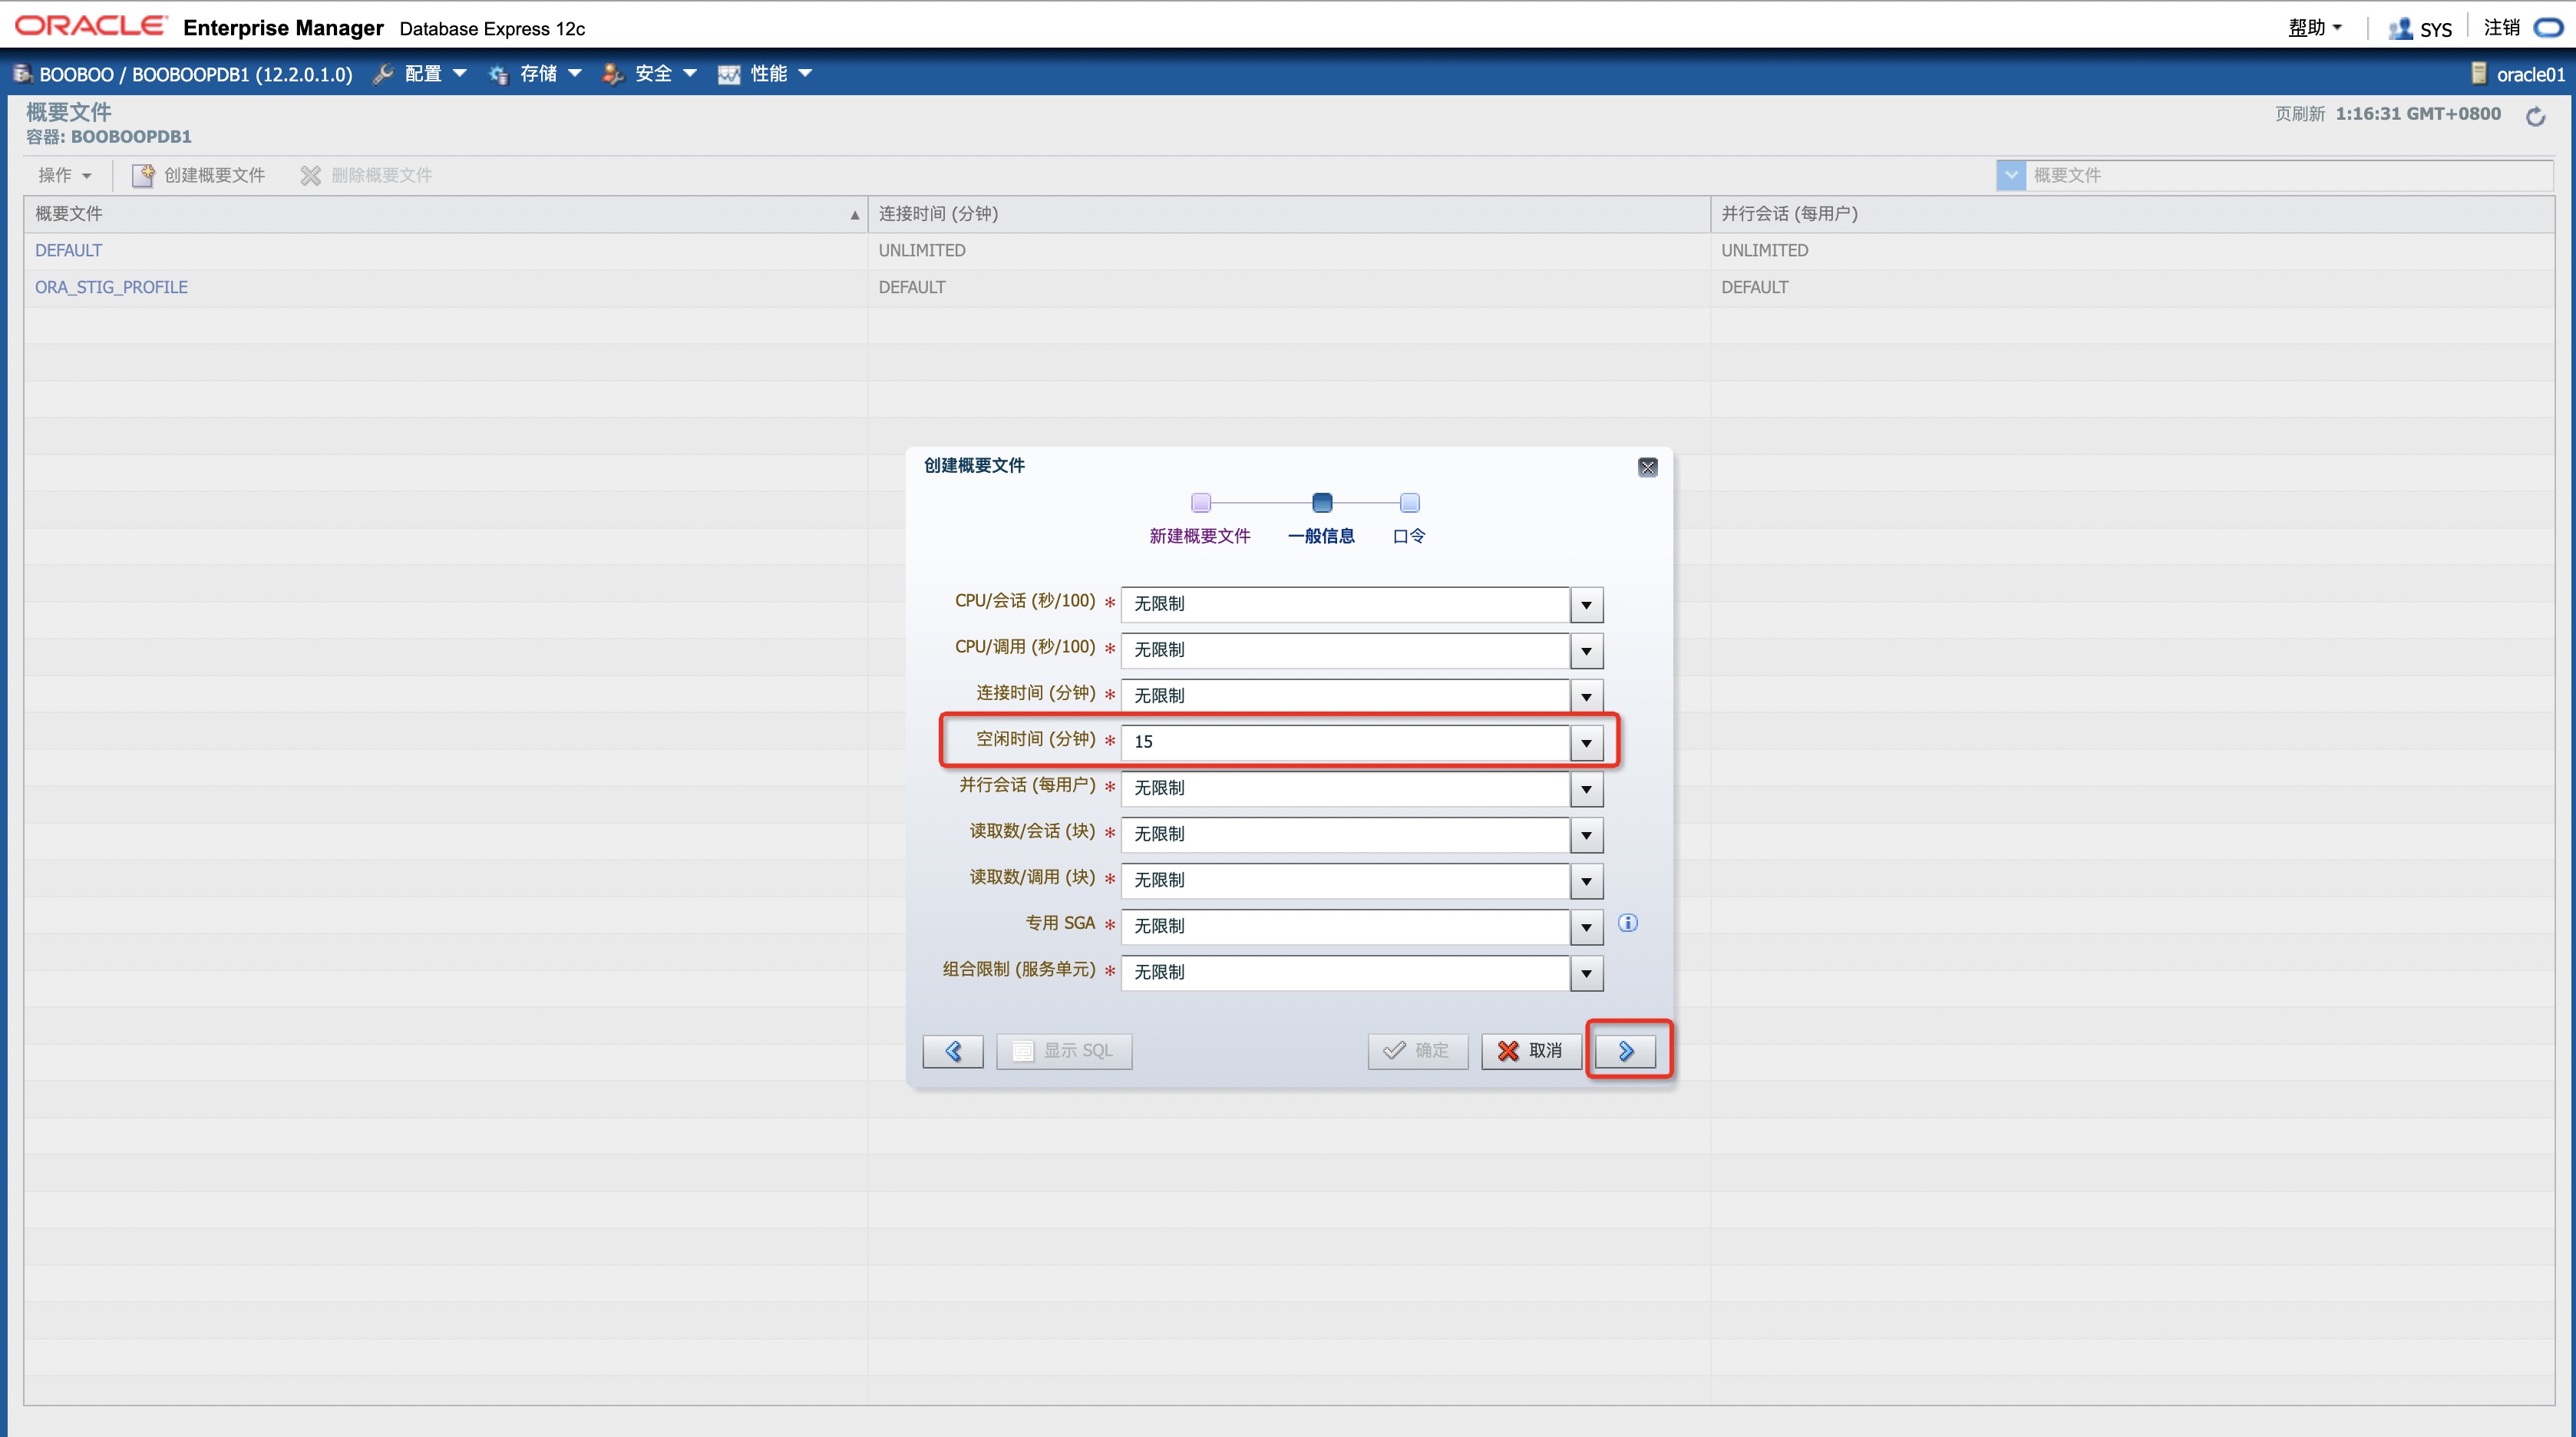 ORACLE Enterprise Manager Database Express 12c 帮助 SYS 注销
BOOBOO / BOOBOOPDB1 (12.2.0.1.0) 配置 存储 安全 性能 oracle01
概要文件 页刷新 1:16:31 GMT+0800
容器: BOOBOOPDB1
操作 创建概要文件 删除概要文件 概要文件
概要文件 连接时间 (分钟) 并行会话 (每用户)
DEFAULT UNLIMITED UNLIMITED
ORA_STIG_PROFILE DEFAULT DEFAULT
创建概要文件
新建概要文件 一般信息 口令
CPU/会话 (秒/100) * 无限制
CPU/调用 (秒/100) * 无限制
连接时间 (分钟) * 无限制
空闲时间 (分钟) * 15
并行会话 (每用户) * 无限制
读取数/会话 (块) * 无限制
读取数/调用 (块) * 无限制
专用 SGA * 无限制
组合限制 (服务单元) * 无限制
显示 SQL 确定 取消